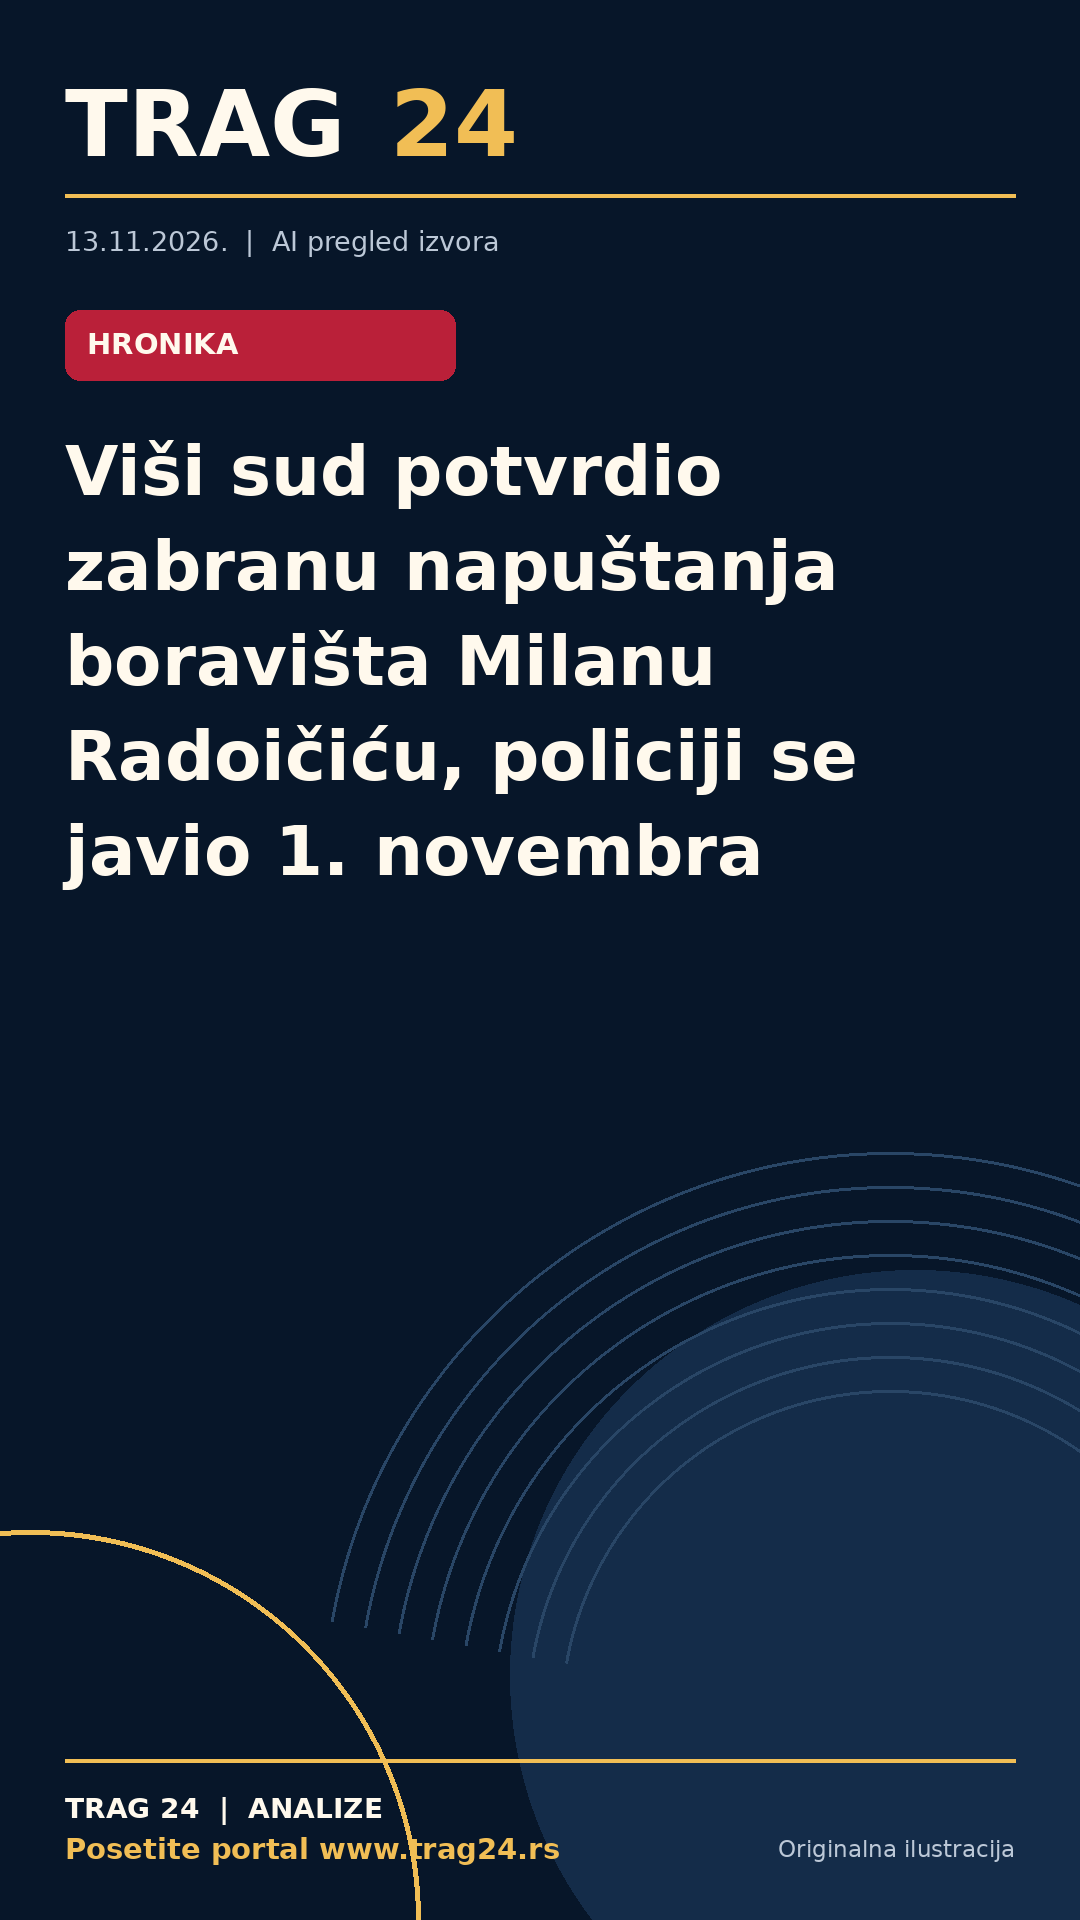 TRAG 24
13.11.2026. | AI pregled izvora
HRONIKA
Viši sud potvrdio
zabranu napuštanja
boravišta Milanu
Radoičiću, policiji se
javio 1. novembra
TRAG 24 | ANALIZE
Posetite portal www.trag24.rs
Originalna ilustracija